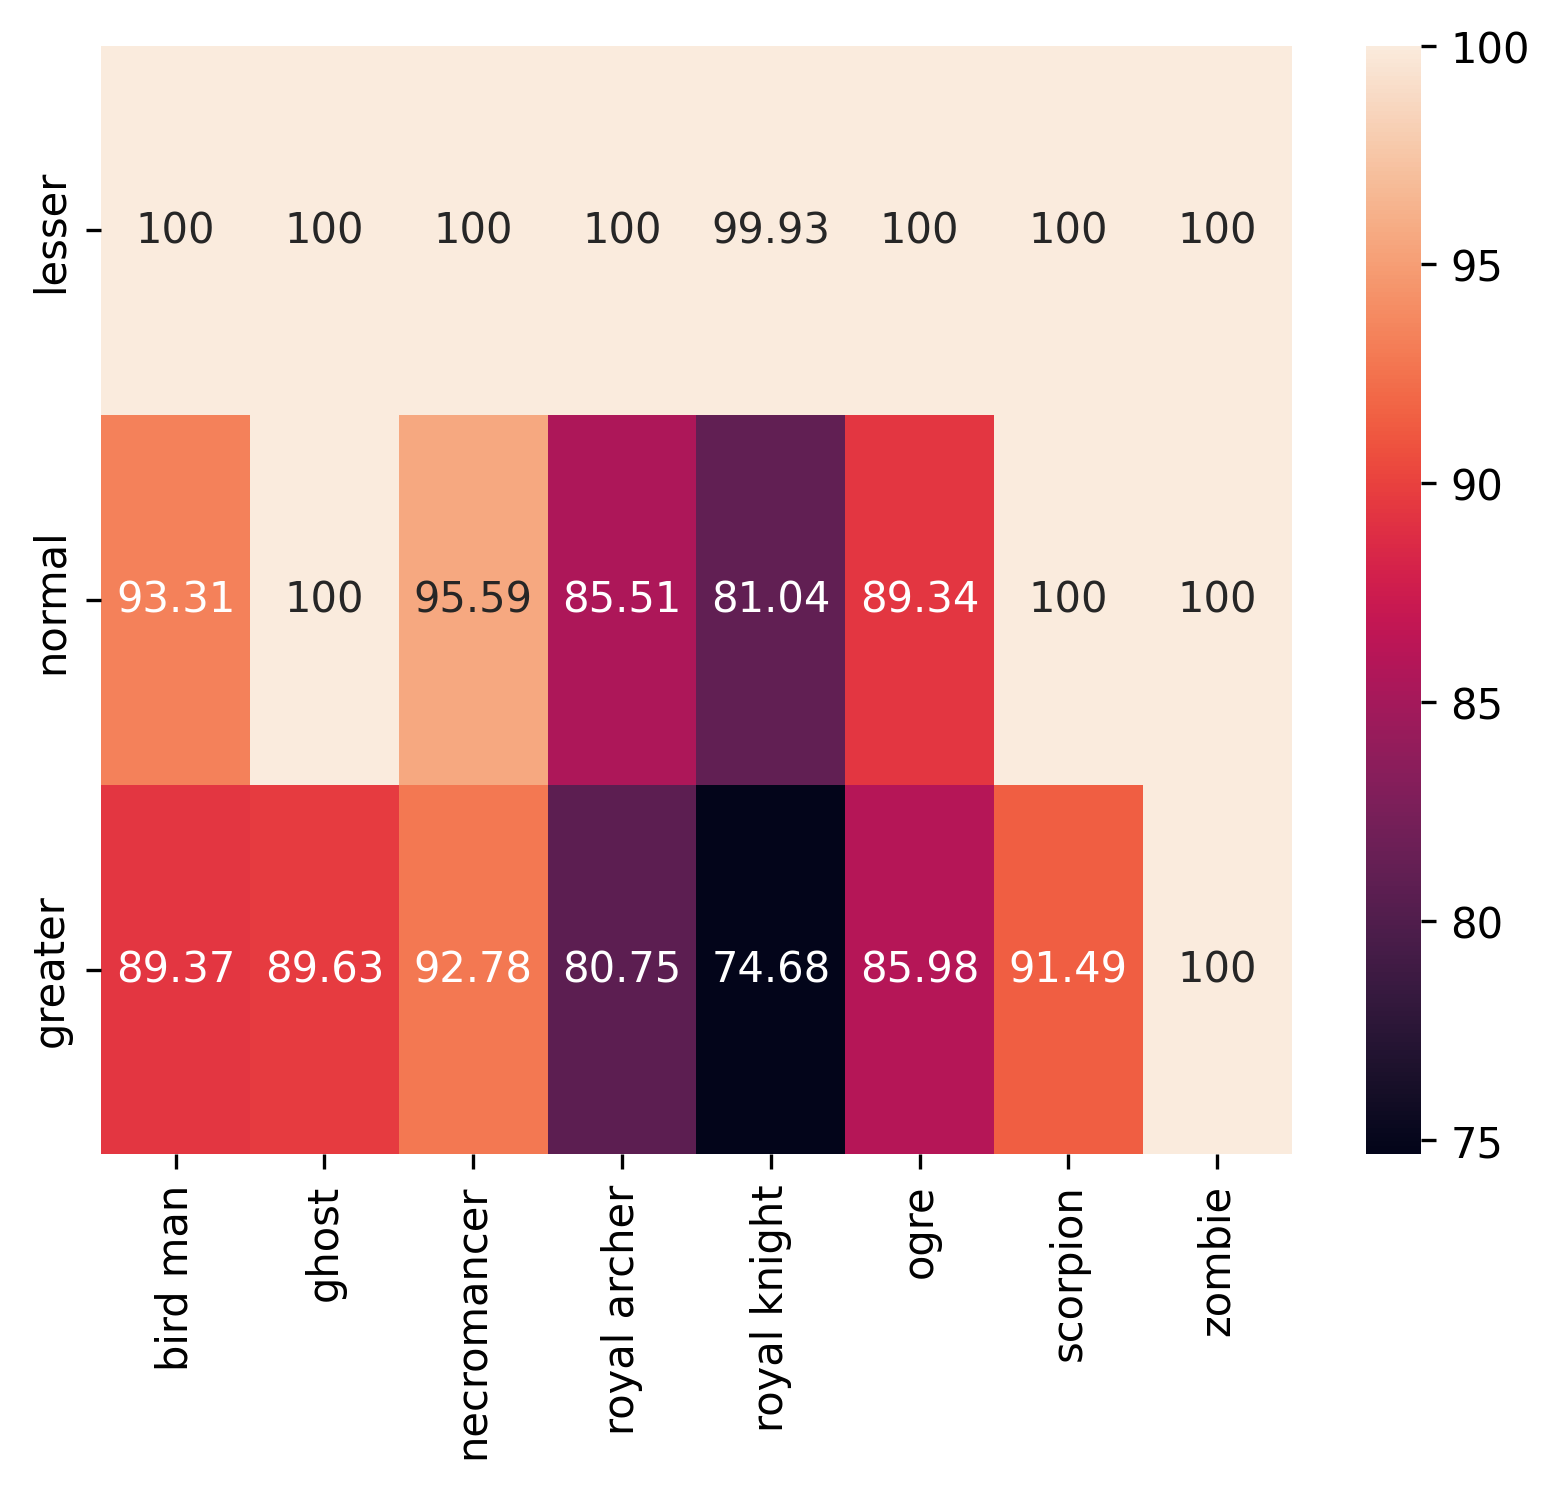 lesser 100 100 100 100 99.93 100 100 100
normal 93.31 100 95.59 85.51 81.04 89.34 100 100
greater 89.37 89.63 92.78 80.75 74.68 85.98 91.49 100
bird man
ghost
necromancer
royal archer
royal knight
ogre
scorpion
zombie
100
95
90
85
80
75